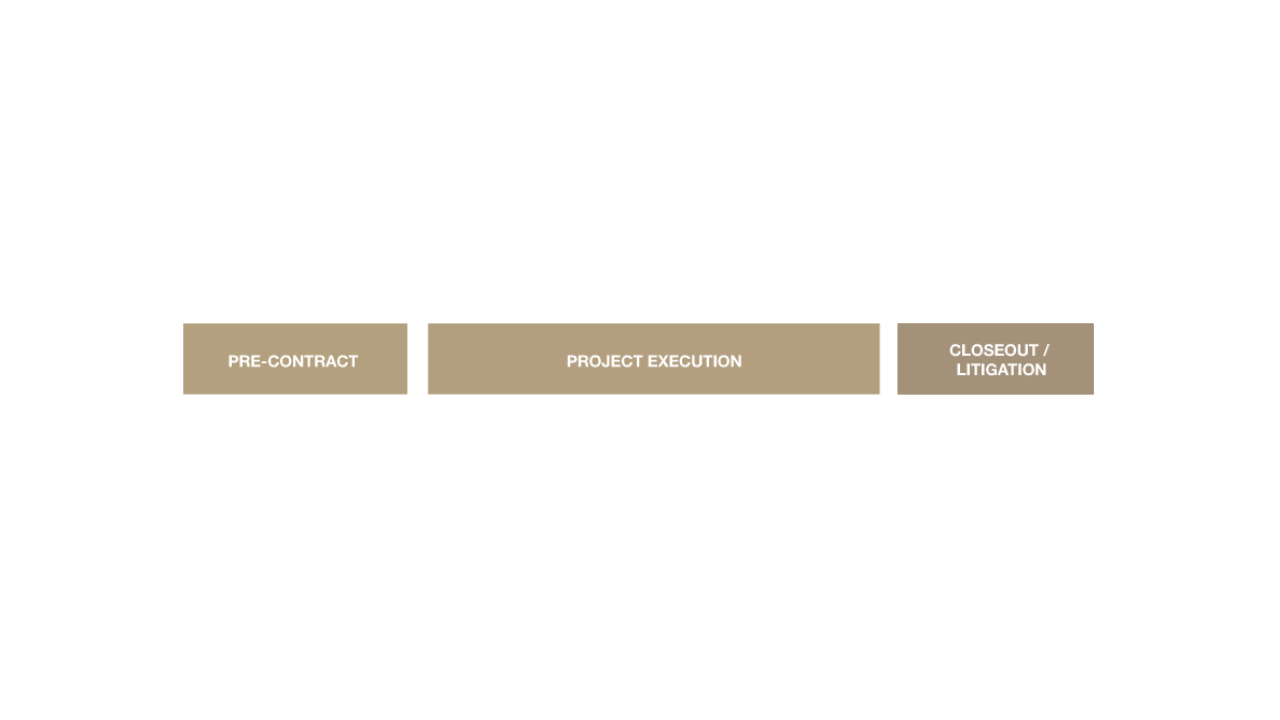 PRE-CONTRACT
PROJECT EXECUTION
CLOSEOUT /
LITIGATION